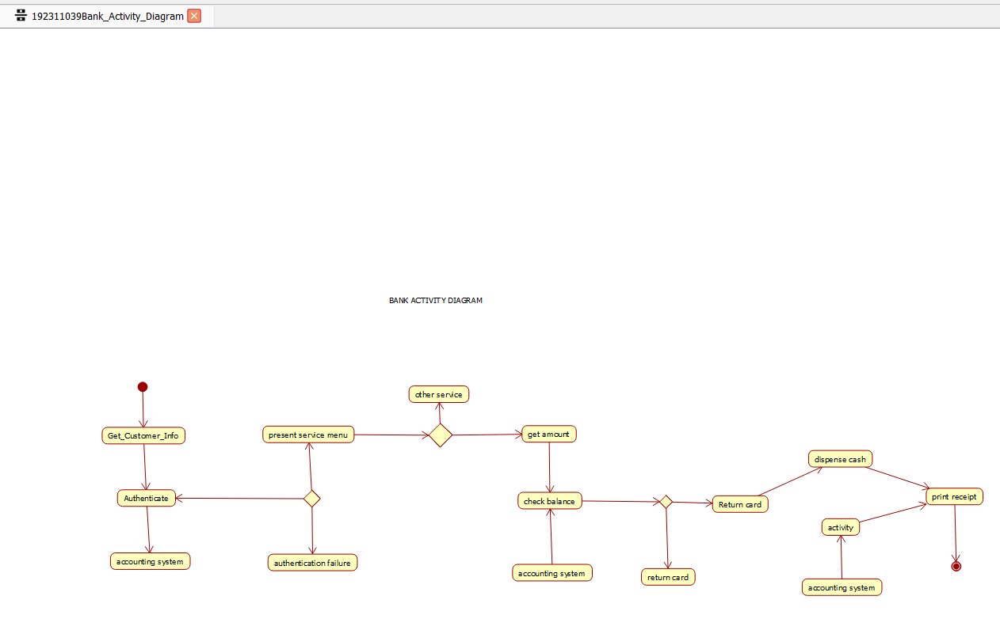 192311039Bank_Activity_Diagram
BANK ACTIVITY DIAGRAM
other service
Get_Customer_Info
present service menu
get amount
dispense cash
Authenticate
check balance
Return card
print receipt
activity
accounting system
authentication failure
accounting system
return card
accounting system